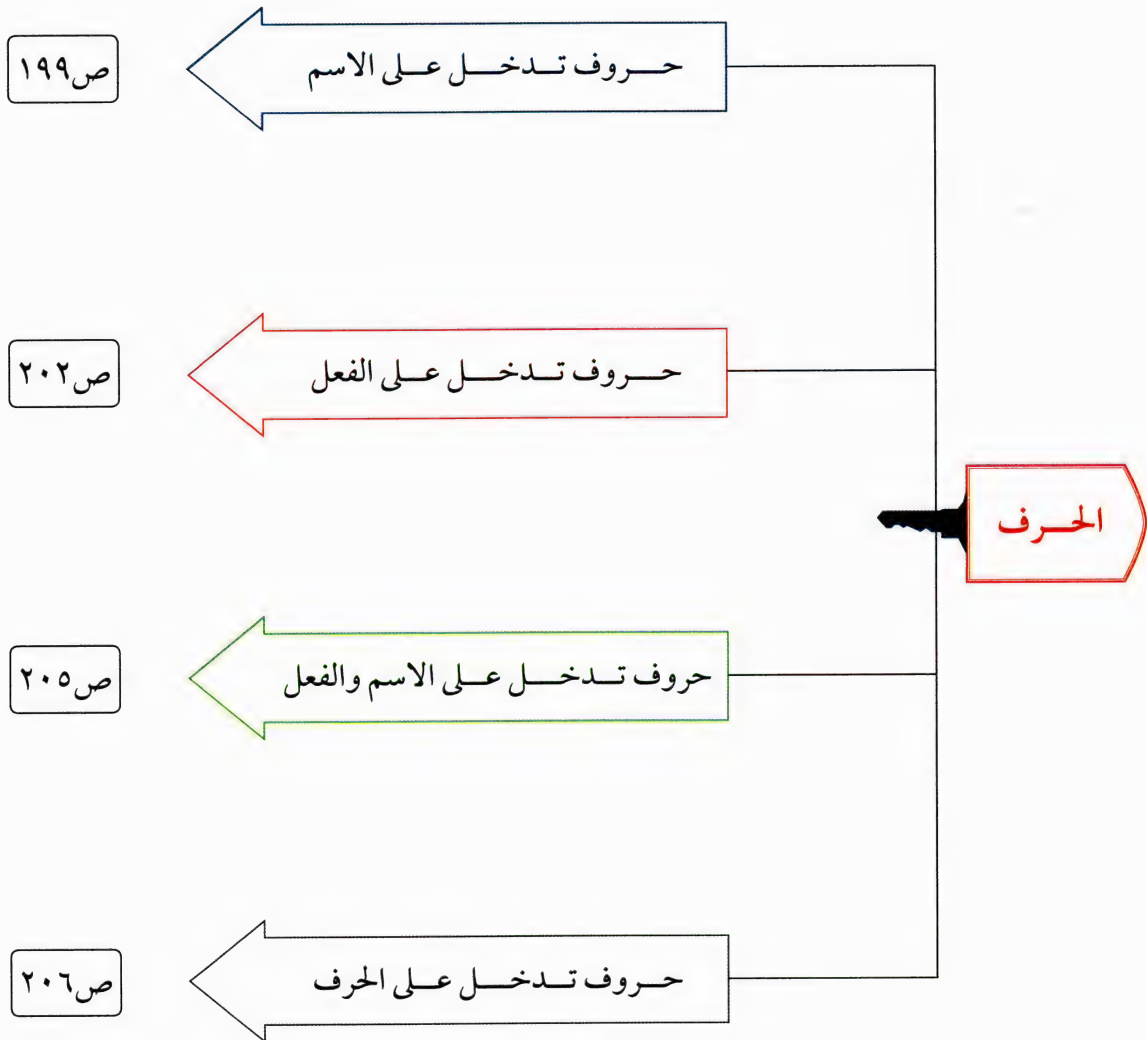 الحرف
حروف تدخل على الاسم
ص١٩٩
حروف تدخل على الفعل
ص٢٠٢
حروف تدخل على الاسم والفعل
ص٢٠٥
حروف تدخل على الحرف
ص٢٠٦